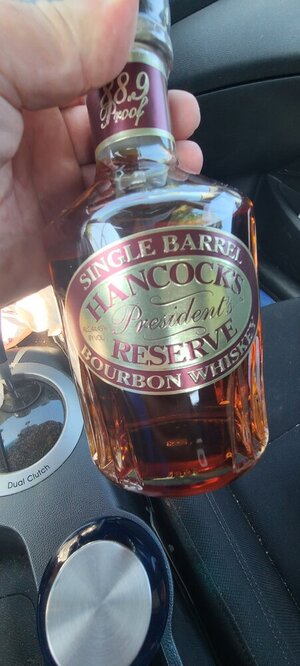 88.9
Proof
SINGLE BARREL
HANCOCK'S
President's
RESERVE
BOURBON WHISKEY
Dual Clutch